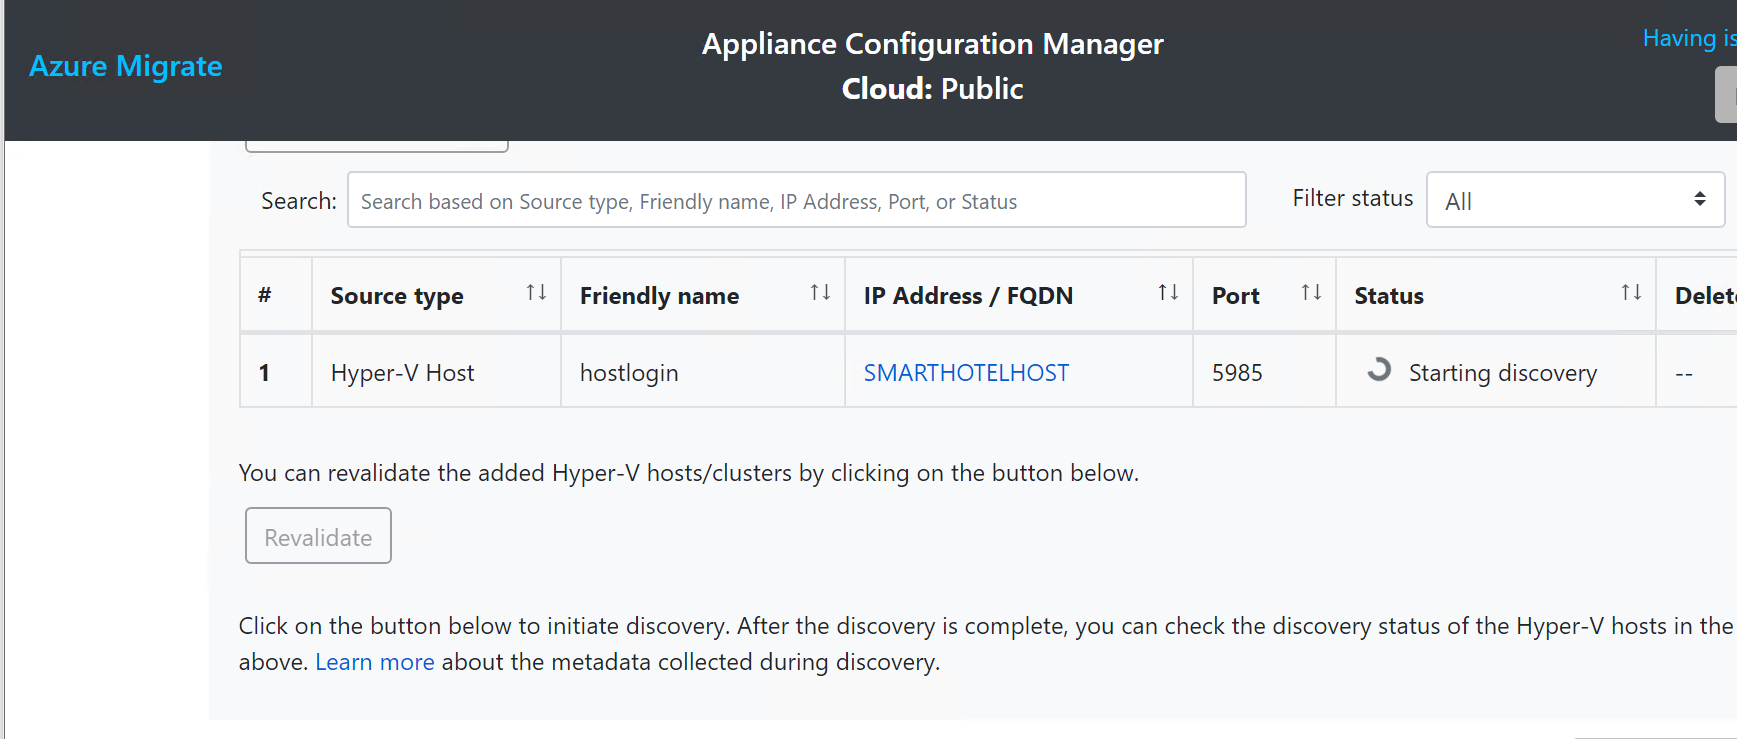 Azure Migrate
Appliance Configuration Manager
Cloud: Public
Having is
Search:
Search based on Source type, Friendly name, IP Address, Port, or Status
Filter status
All
# Source type ↑↓ Friendly name ↑↓ IP Address / FQDN ↑↓ Port ↑↓ Status ↑↓ Delete
1 Hyper-V Host hostlogin SMARTHOTELHOST 5985 Starting discovery --
You can revalidate the added Hyper-V hosts/clusters by clicking on the button below.
Revalidate
Click on the button below to initiate discovery. After the discovery is complete, you can check the discovery status of the Hyper-V hosts in the
above. Learn more about the metadata collected during discovery.